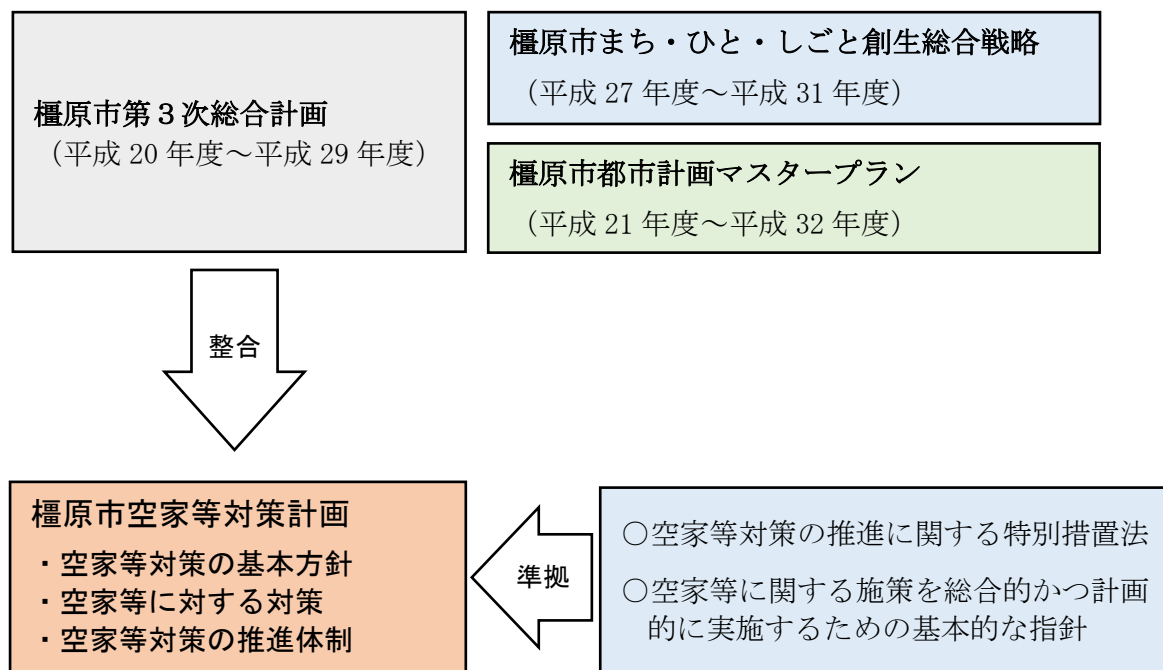 橿原市第３次総合計画
（平成 20 年度～平成 29 年度）
橿原市まち・ひと・しごと創生総合戦略
（平成 27 年度～平成 31 年度）
橿原市都市計画マスタープラン
（平成 21 年度～平成 32 年度）
整合
橿原市空家等対策計画
・空家等対策の基本方針
・空家等に対する対策
・空家等対策の推進体制
準拠
○空家等対策の推進に関する特別措置法
○空家等に関する施策を総合的かつ計画
的に実施するための基本的な指針